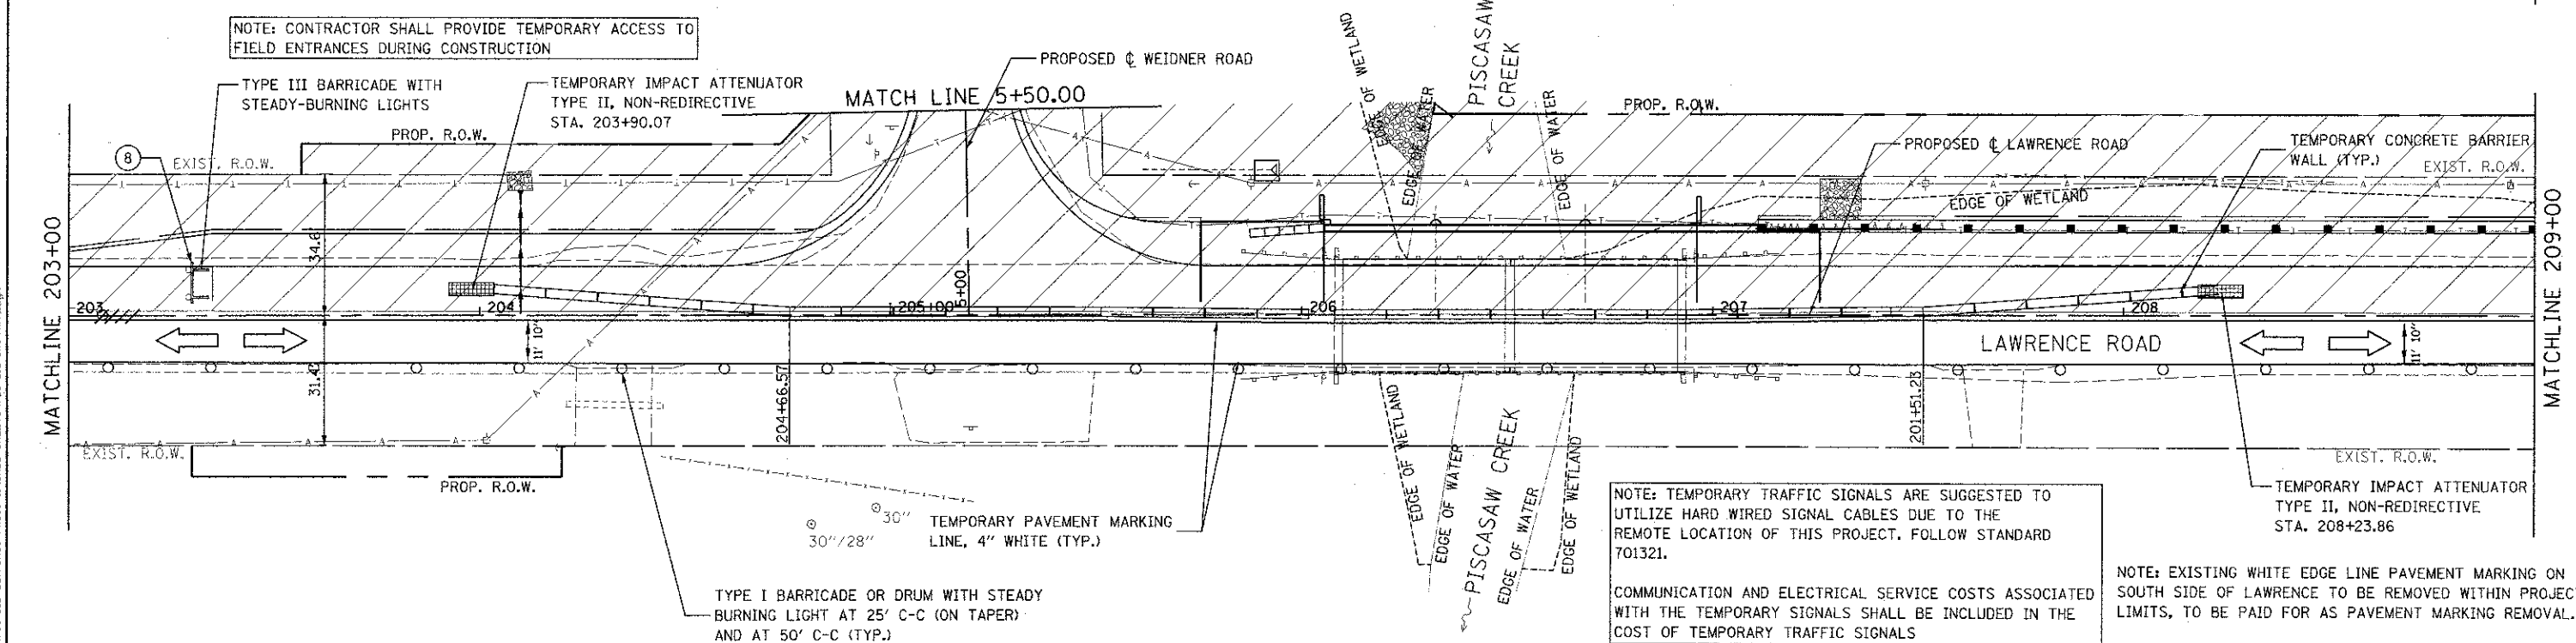 NOTE: CONTRACTOR SHALL PROVIDE TEMPORARY ACCESS TO
FIELD ENTRANCES DURING CONSTRUCTION
TYPE III BARRICADE WITH
STEADY-BURNING LIGHTS
TEMPORARY IMPACT ATTENUATOR
TYPE II, NON-REDIRECTIVE
STA. 203+90.07
PROPOSED ℄ WEIDNER ROAD
MATCH LINE 5+50.00
PROP. R.O.W.
8
EXIST. R.O.W.
EDGE OF WETLAND
EDGE OF WATER
PISCASAW
CREEK
EDGE OF WATER
PROP. R.O.W.
PROPOSED ℄ LAWRENCE ROAD
TEMPORARY CONCRETE BARRIER
WALL (TYP.)
EXIST. R.O.W.
EDGE OF WETLAND
MATCHLINE 203+00
MATCHLINE 209+00
34.6'
203
204
205+00
5+00
206
207
208
11' 10"
31.4'
204+66.57
LAWRENCE ROAD
11' 10"
201+51.23
EXIST. R.O.W.
PROP. R.O.W.
30"
30"/28"
TEMPORARY PAVEMENT MARKING
LINE, 4" WHITE (TYP.)
EDGE OF WETLAND
EDGE OF WATER
PISCASAW CREEK
EDGE OF WATER
EDGE OF WETLAND
EXIST. R.O.W.
TYPE I BARRICADE OR DRUM WITH STEADY
BURNING LIGHT AT 25' C-C (ON TAPER)
AND AT 50' C-C (TYP.)
NOTE: TEMPORARY TRAFFIC SIGNALS ARE SUGGESTED TO
UTILIZE HARD WIRED SIGNAL CABLES DUE TO THE
REMOTE LOCATION OF THIS PROJECT. FOLLOW STANDARD
701321.
COMMUNICATION AND ELECTRICAL SERVICE COSTS ASSOCIATED
WITH THE TEMPORARY SIGNALS SHALL BE INCLUDED IN THE
COST OF TEMPORARY TRAFFIC SIGNALS
TEMPORARY IMPACT ATTENUATOR
TYPE II, NON-REDIRECTIVE
STA. 208+23.86
NOTE: EXISTING WHITE EDGE LINE PAVEMENT MARKING ON
SOUTH SIDE OF LAWRENCE TO BE REMOVED WITHIN PROJECT
LIMITS, TO BE PAID FOR AS PAVEMENT MARKING REMOVAL.